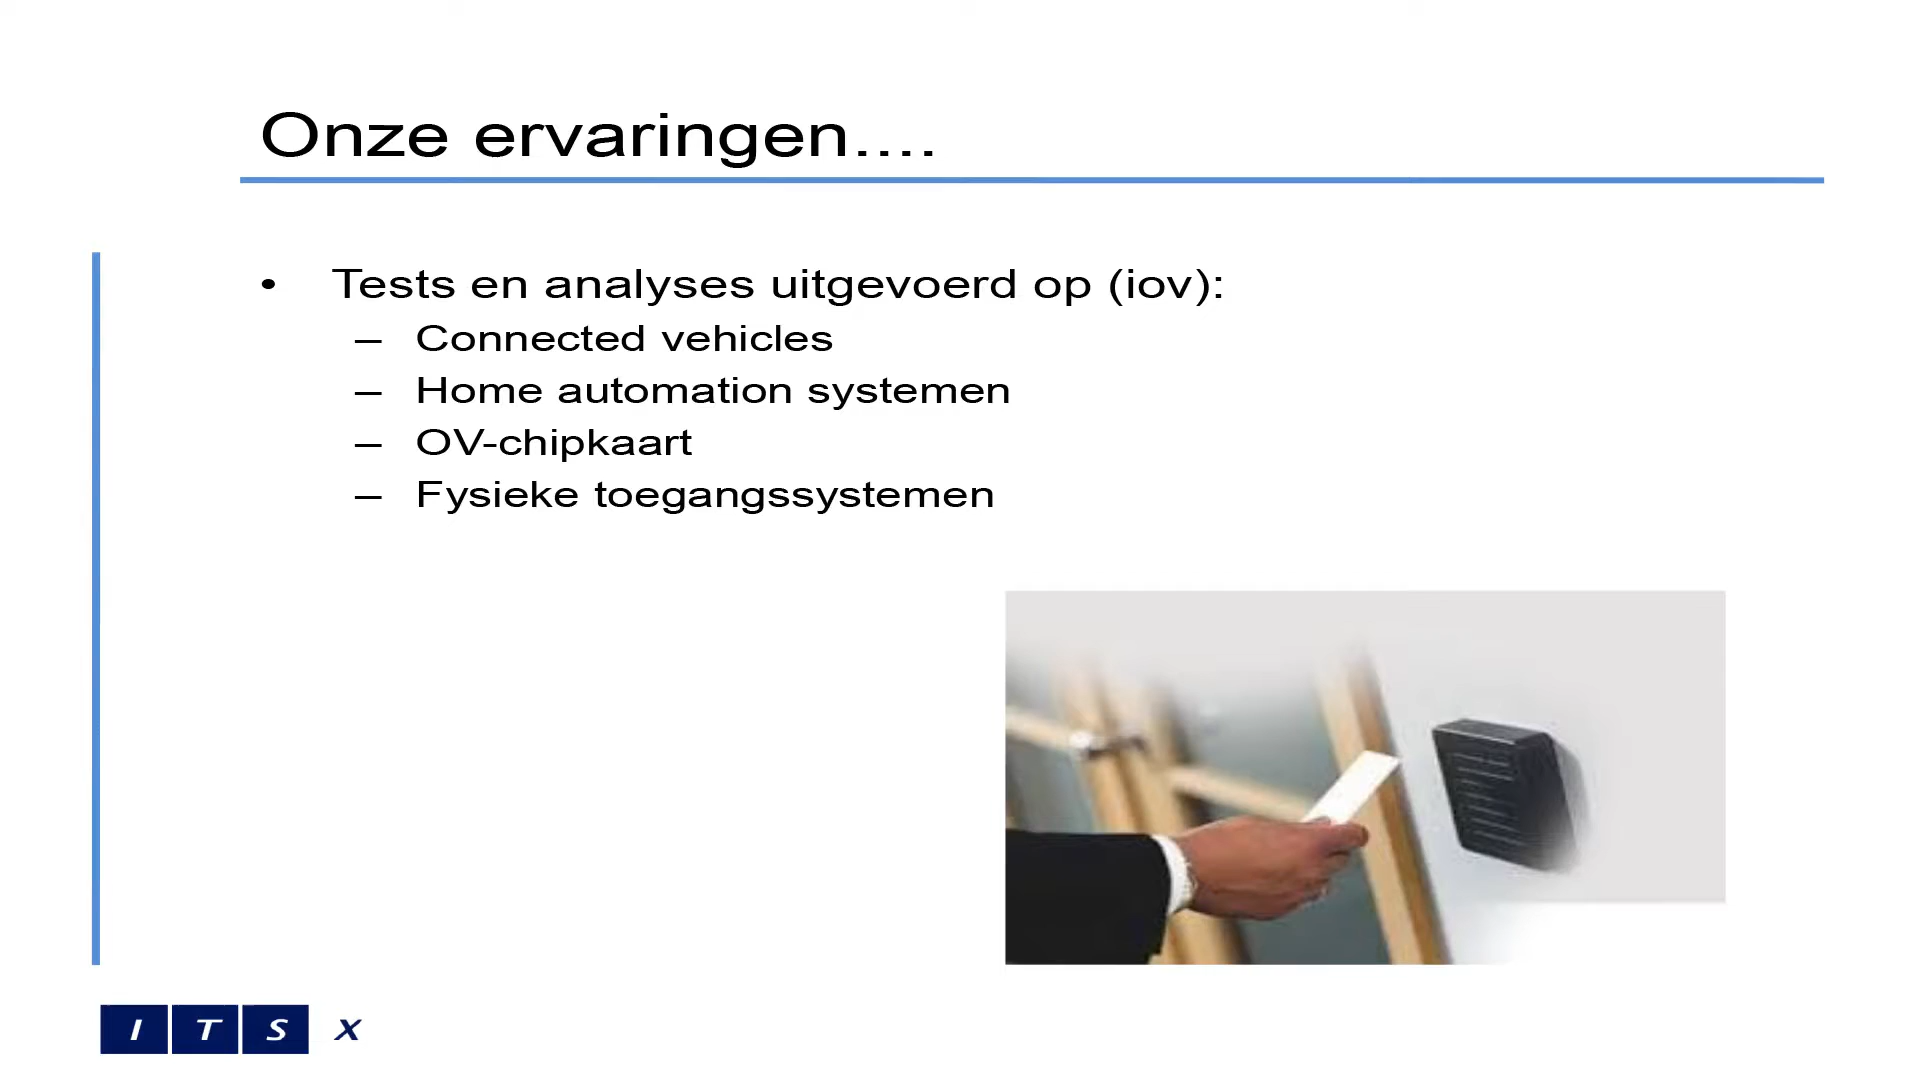 Onze ervaringen....
• Tests en analyses uitgevoerd op (iov):
– Connected vehicles
– Home automation systemen
– OV-chipkaart
– Fysieke toegangssystemen
I T S X